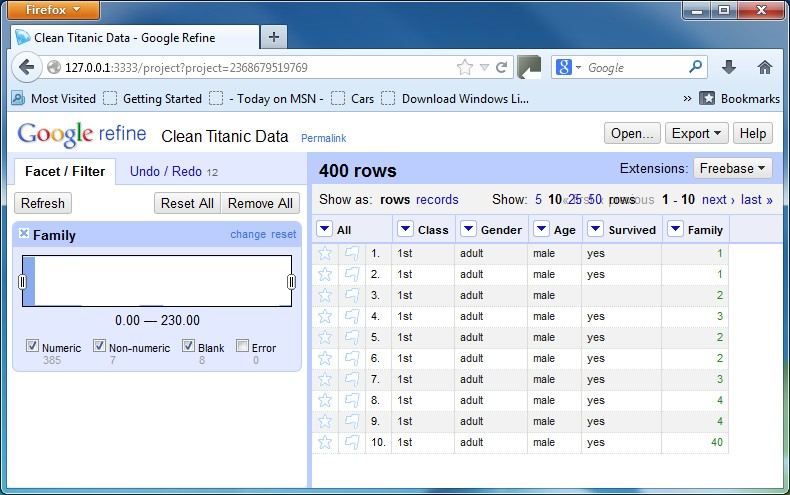 Firefox
Clean Titanic Data - Google Refine
127.0.0.1:3333/project?project=2368679519769
Google
Most Visited Getting Started - Today on MSN - Cars Download Windows Li... » Bookmarks
Google refine Clean Titanic Data Permalink Open... Export Help
Facet / Filter Undo / Redo 12
400 rows Extensions: Freebase
Refresh Reset All Remove All
Show as: rows records Show: 5 10 25 50 rows « first ‹ previous 1 - 10 next › last »
Family change reset
0.00 — 230.00
Numeric 385 Non-numeric 7 Blank 8 Error 0
All Class Gender Age Survived Family
1. 1st adult male yes 1
2. 1st adult male yes 1
3. 1st adult male 2
4. 1st adult male yes 3
5. 1st adult male yes 2
6. 1st adult male yes 2
7. 1st adult male yes 3
8. 1st adult male yes 4
9. 1st adult male yes 4
10. 1st adult male yes 40